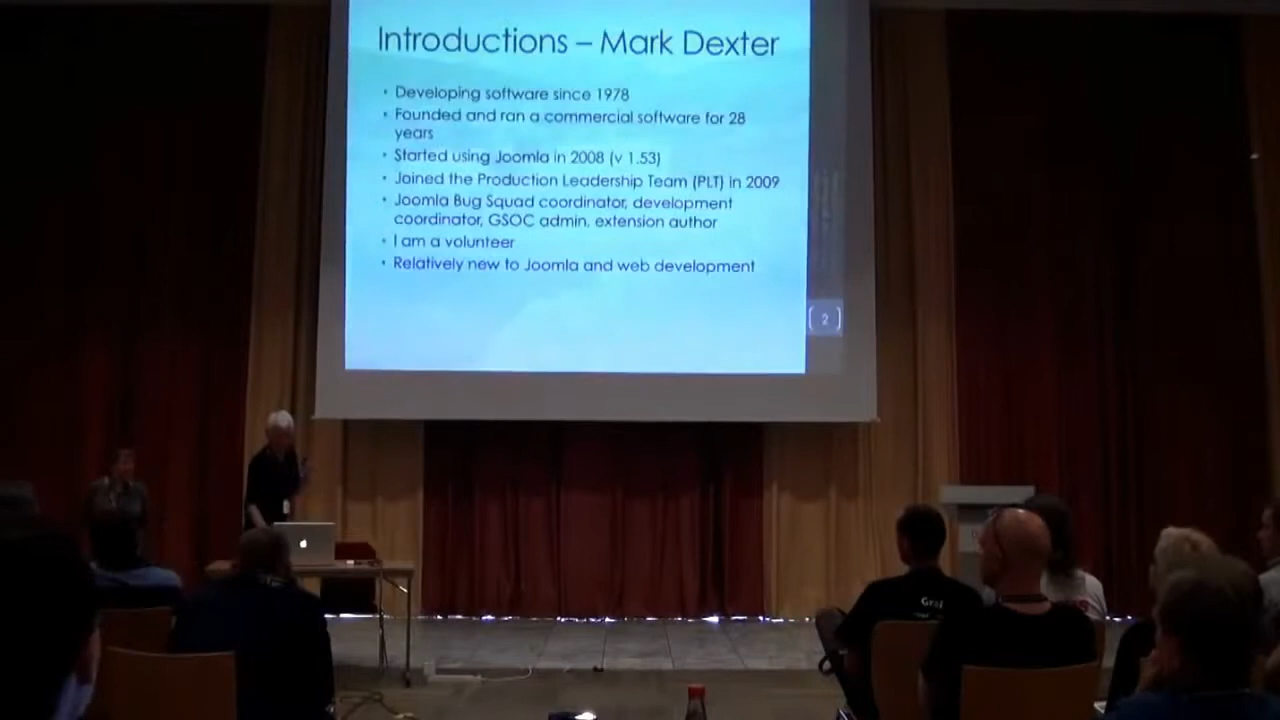 Introductions – Mark Dexter
• Developing software since 1978
• Founded and ran a commercial software for 28
years
• Started using Joomla in 2008 (v 1.53)
• Joined the Production Leadership Team (PLT) in 2009
• Joomla Bug Squad coordinator, development
coordinator, GSOC admin, extension author
• I am a volunteer
• Relatively new to Joomla and web development
2